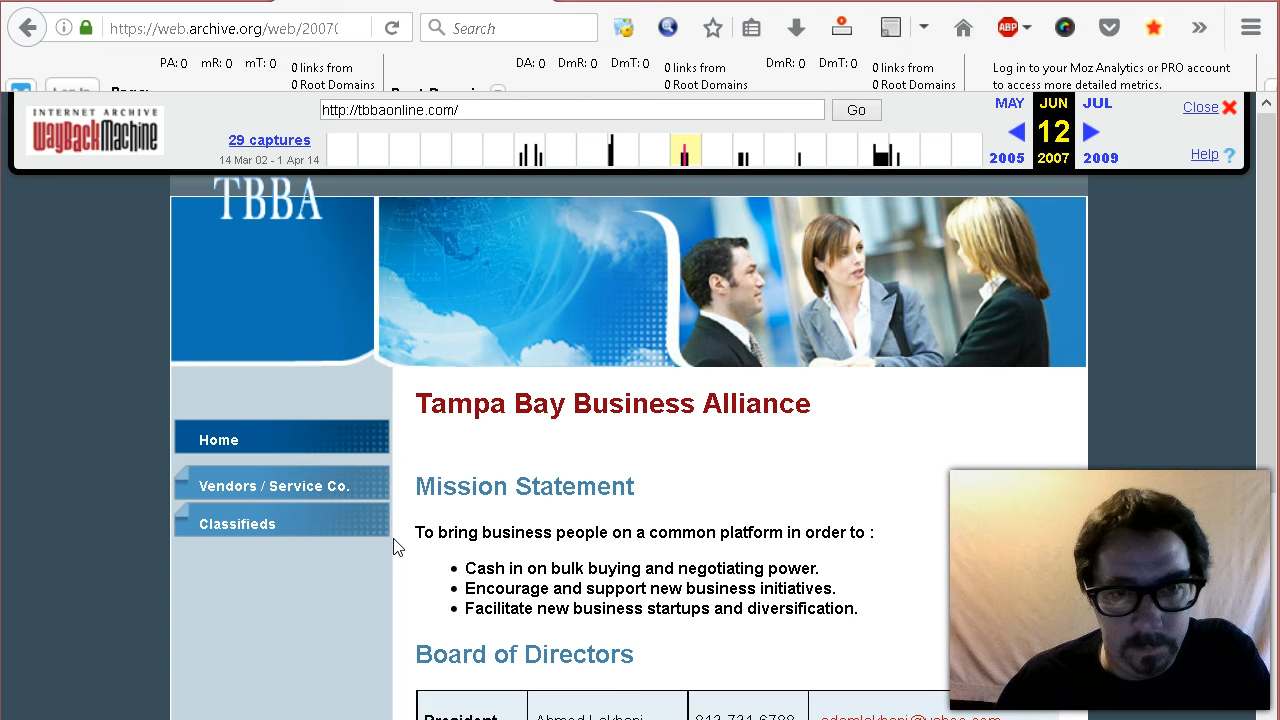 https://web.archive.org/web/2007(
Search
ABP
PA: 0 mR: 0 mT: 0
0 links from
0 Root Domains
DA: 0 DmR: 0 DmT: 0
0 links from
0 Root Domains
DmR: 0 DmT: 0
0 links from
0 Root Domains
Log in to your Moz Analytics or PRO account
to access more detailed metrics.
INTERNET ARCHIVE
WayBackMachine
http://tbbaonline.com/
Go
29 captures
14 Mar 02 - 1 Apr 14
MAY JUN JUL
12
2005 2007 2009
Close
Help ?
TBBA
Home
Vendors / Service Co.
Classifieds
Tampa Bay Business Alliance
Mission Statement
To bring business people on a common platform in order to :
• Cash in on bulk buying and negotiating power.
• Encourage and support new business initiatives.
• Facilitate new business startups and diversification.
Board of Directors
President